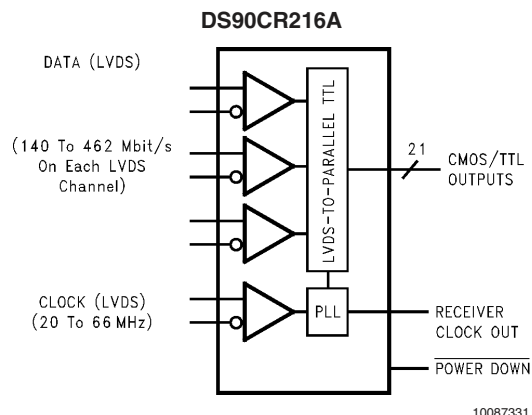 DS90CR216A
DATA (LVDS)
(140 To 462 Mbit/s
On Each LVDS
Channel)
LVDS-TO-PARALLEL TTL
21
CMOS/TTL
OUTPUTS
CLOCK (LVDS)
(20 To 66 MHz)
PLL
RECEIVER
CLOCK OUT
POWER DOWN
10087331